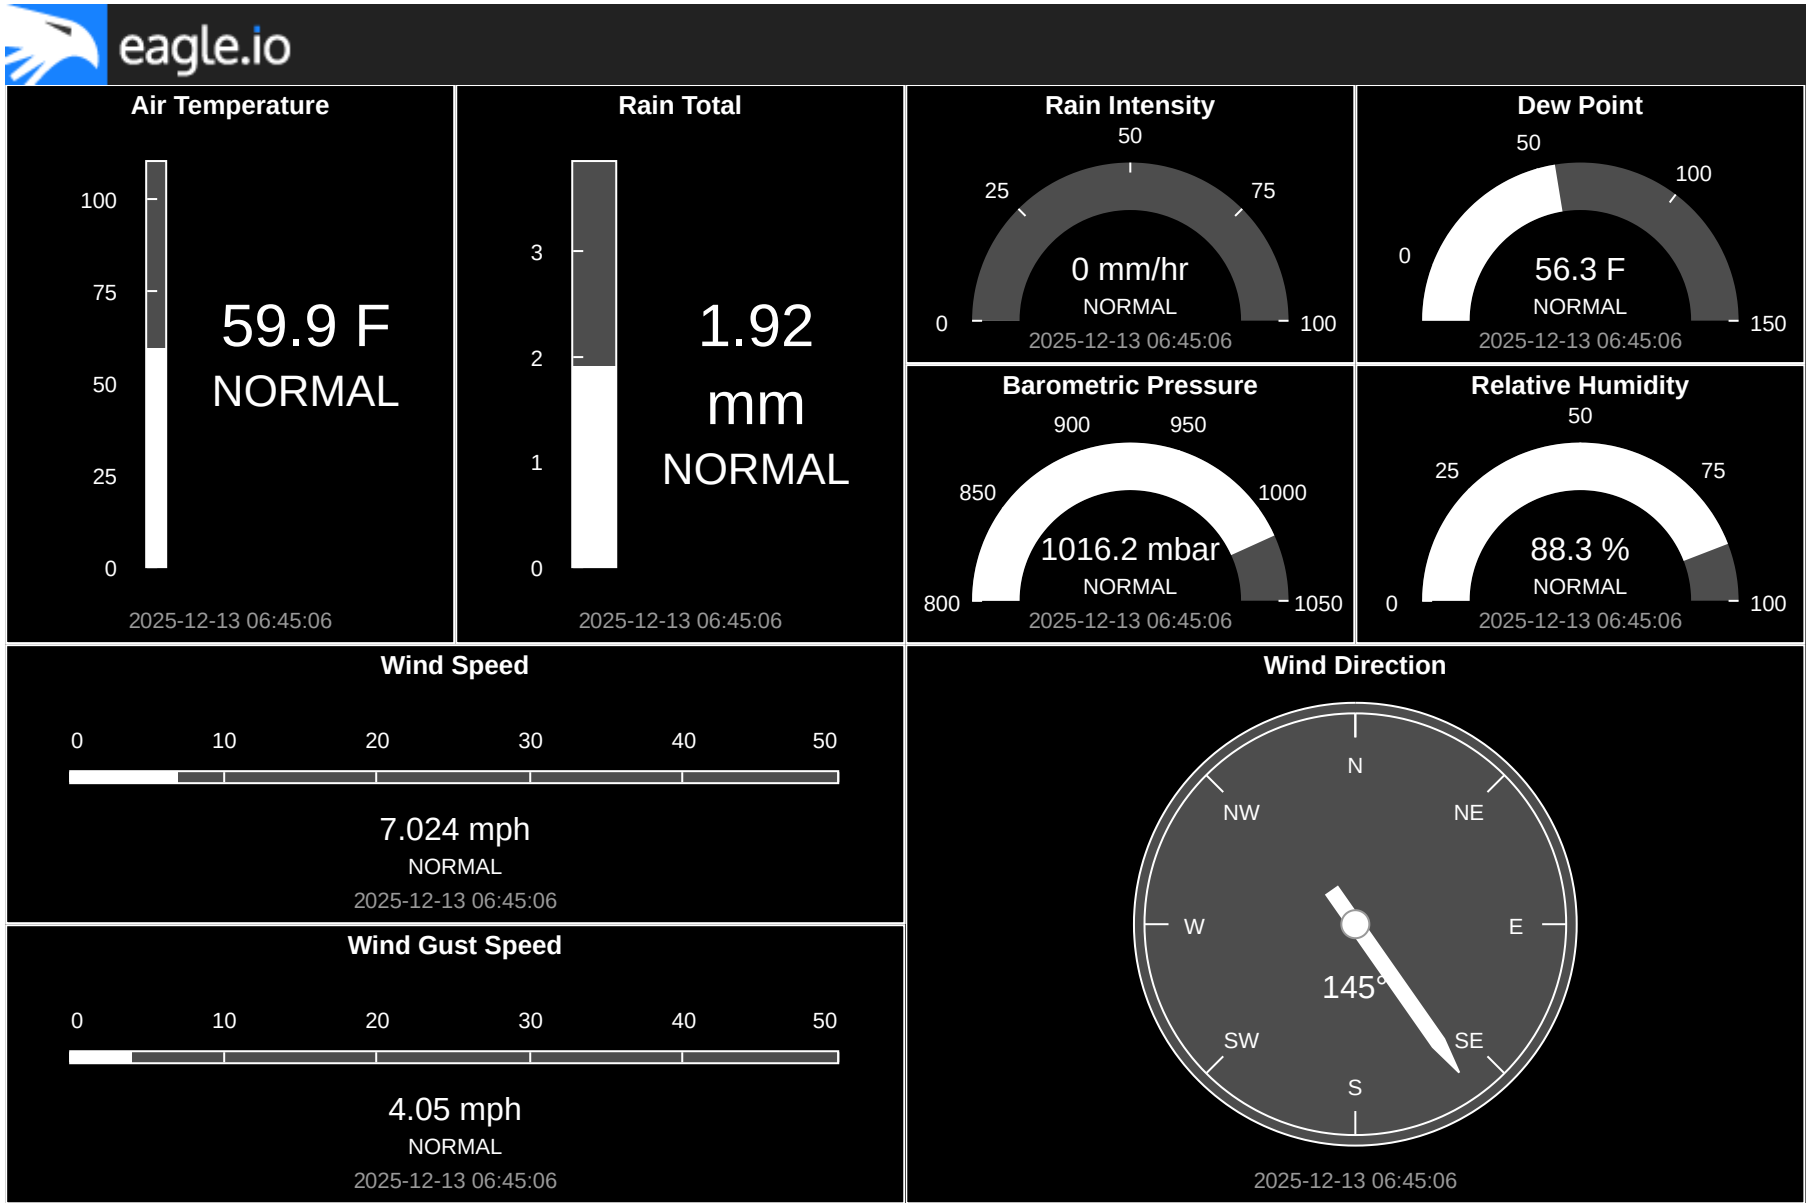 eagle.io
Air Temperature
100
75
50
25
0
59.9 F
NORMAL
2025-12-13 06:45:06
Rain Total
3
2
1
0
1.92
mm
NORMAL
2025-12-13 06:45:06
Rain Intensity
50
25
75
0
100
0 mm/hr
NORMAL
2025-12-13 06:45:06
Dew Point
50
100
0
150
56.3 F
NORMAL
2025-12-13 06:45:06
Barometric Pressure
900
950
850
1000
800
1050
1016.2 mbar
NORMAL
2025-12-13 06:45:06
Relative Humidity
50
25
75
0
100
88.3 %
NORMAL
2025-12-13 06:45:06
Wind Speed
0 10 20 30 40 50
7.024 mph
NORMAL
2025-12-13 06:45:06
Wind Gust Speed
0 10 20 30 40 50
4.05 mph
NORMAL
2025-12-13 06:45:06
Wind Direction
N
NW NE
W E
145°
SW SE
S
2025-12-13 06:45:06